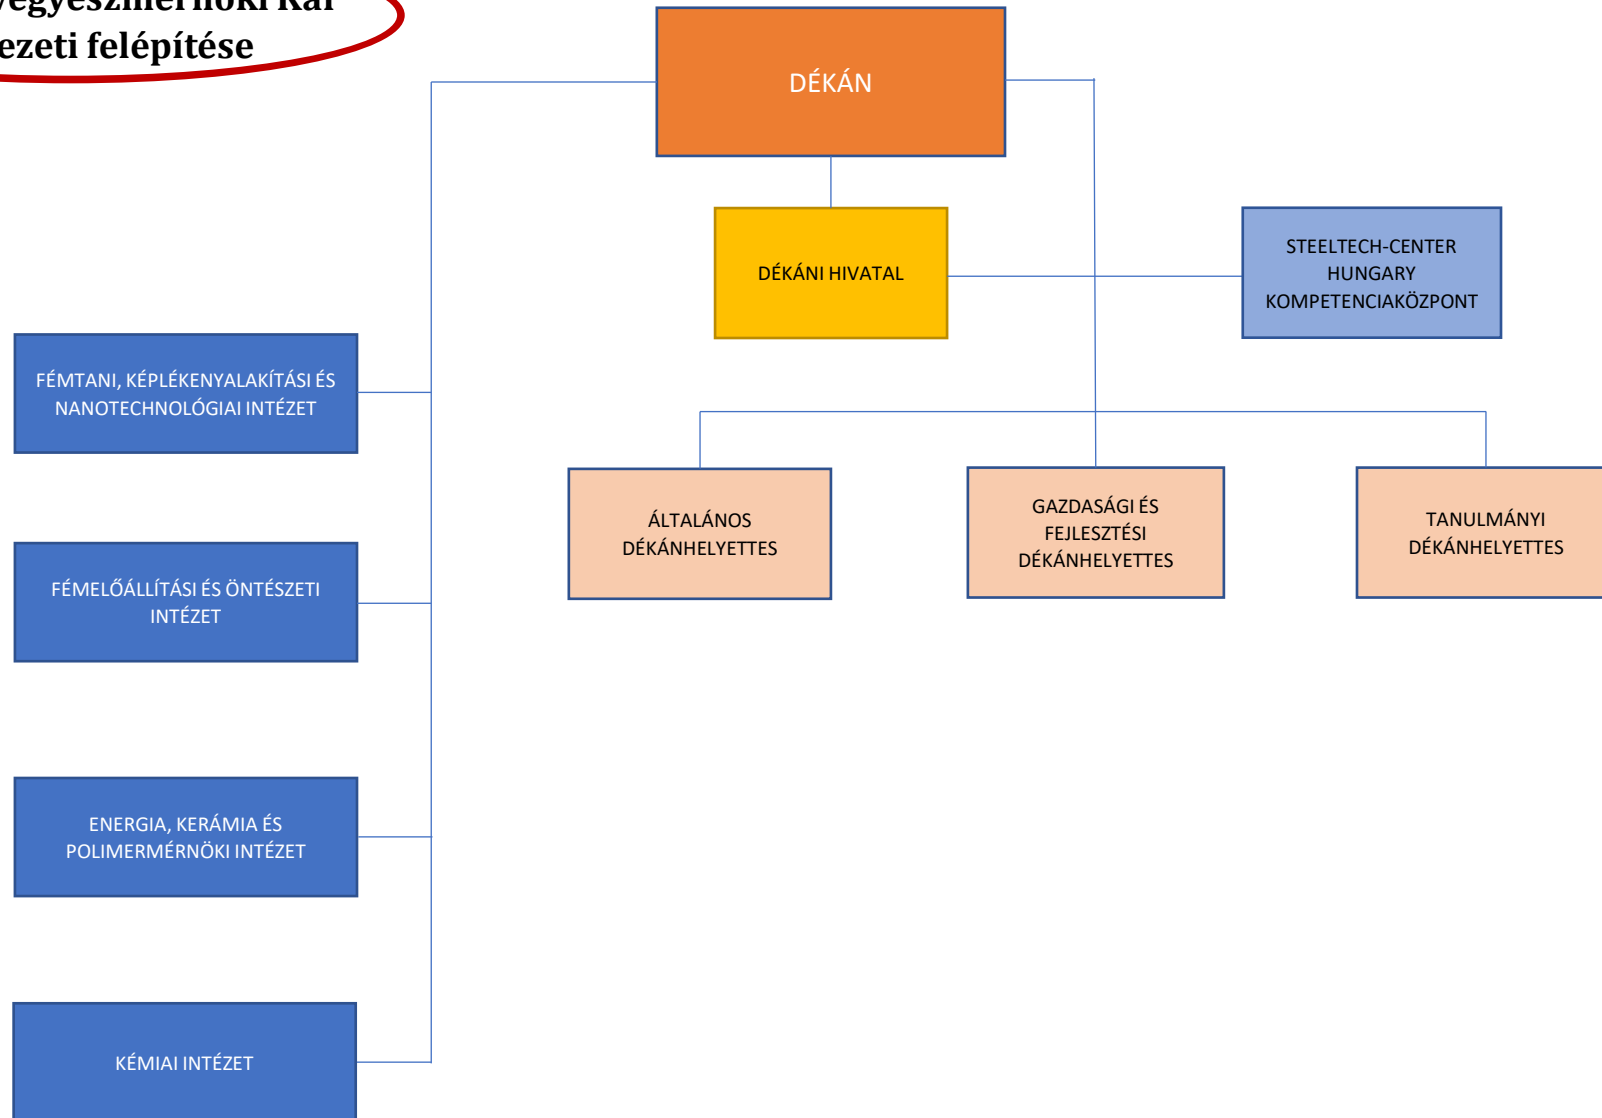 Kar
ezeti felépítése
DÉKÁN
DÉKÁNI HIVATAL
STEELTECH-CENTER
HUNGARY
KOMPETENCIAKÖZPONT
FÉMTANI, KÉPLÉKENYALAKÍTÁSI ÉS
NANOTECHNOLÓGIAI INTÉZET
ÁLTALÁNOS
DÉKÁNHELYETTES
GAZDASÁGI ÉS
FEJLESZTÉSI
DÉKÁNHELYETTES
TANULMÁNYI
DÉKÁNHELYETTES
FÉMELŐÁLLÍTÁSI ÉS ÖNTÉSZETI
INTÉZET
ENERGIA, KERÁMIA ÉS
POLIMERMÉRNÖKI INTÉZET
KÉMIAI INTÉZET